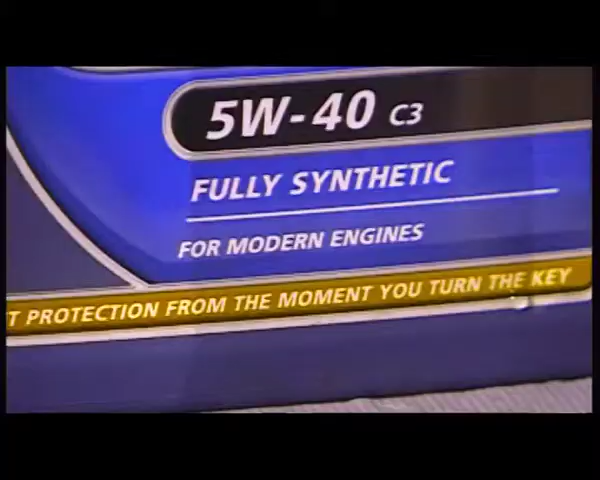 5W-40 C3
FULLY SYNTHETIC
FOR MODERN ENGINES
T PROTECTION FROM THE MOMENT YOU TURN THE KEY